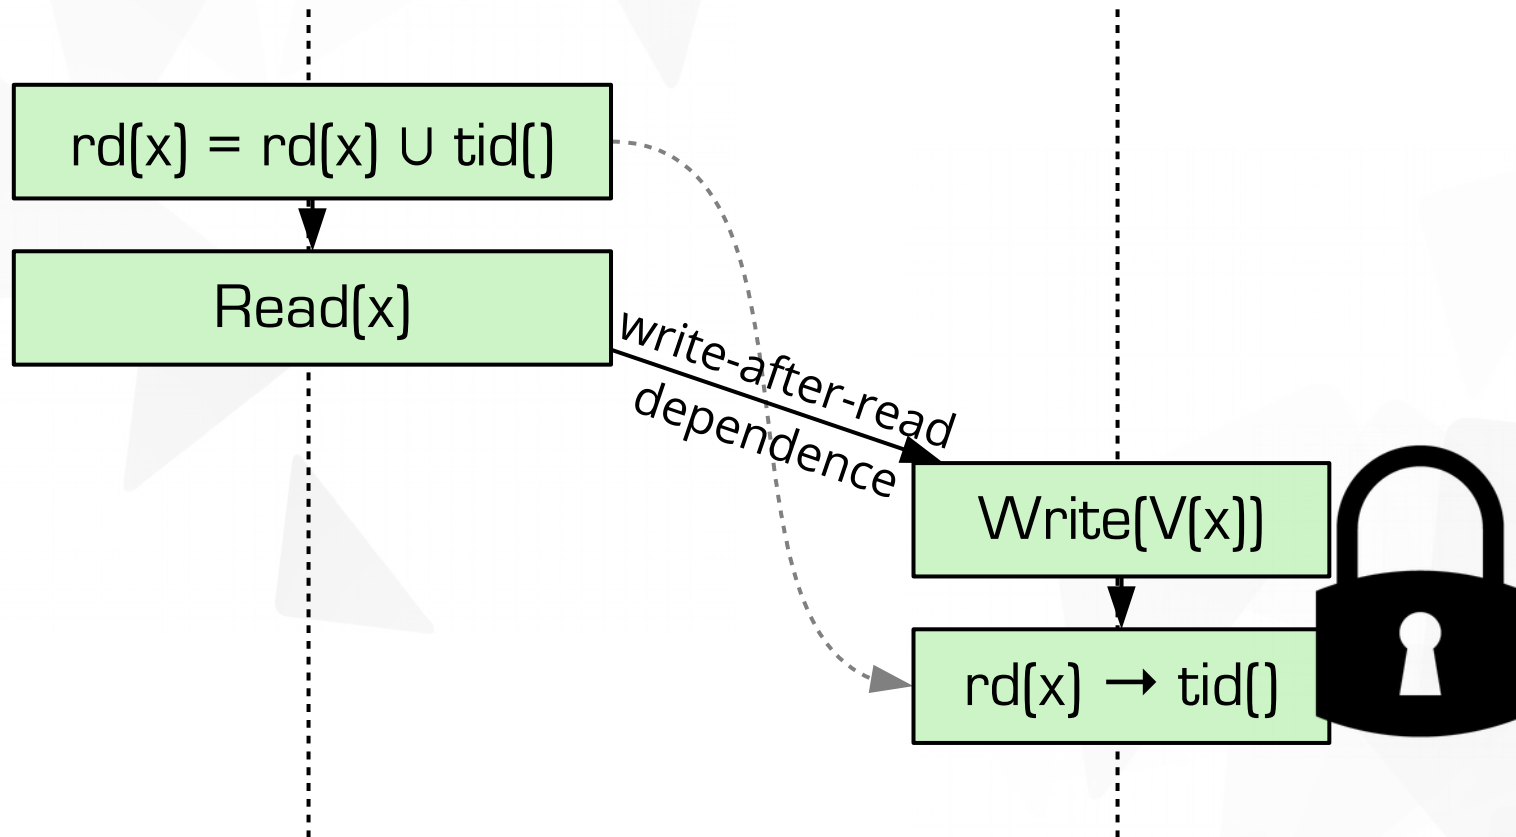 rd(x) = rd(x) ∪ tid()
Read(x)
write-after-read
dependence
Write(V(x))
rd(x) → tid()